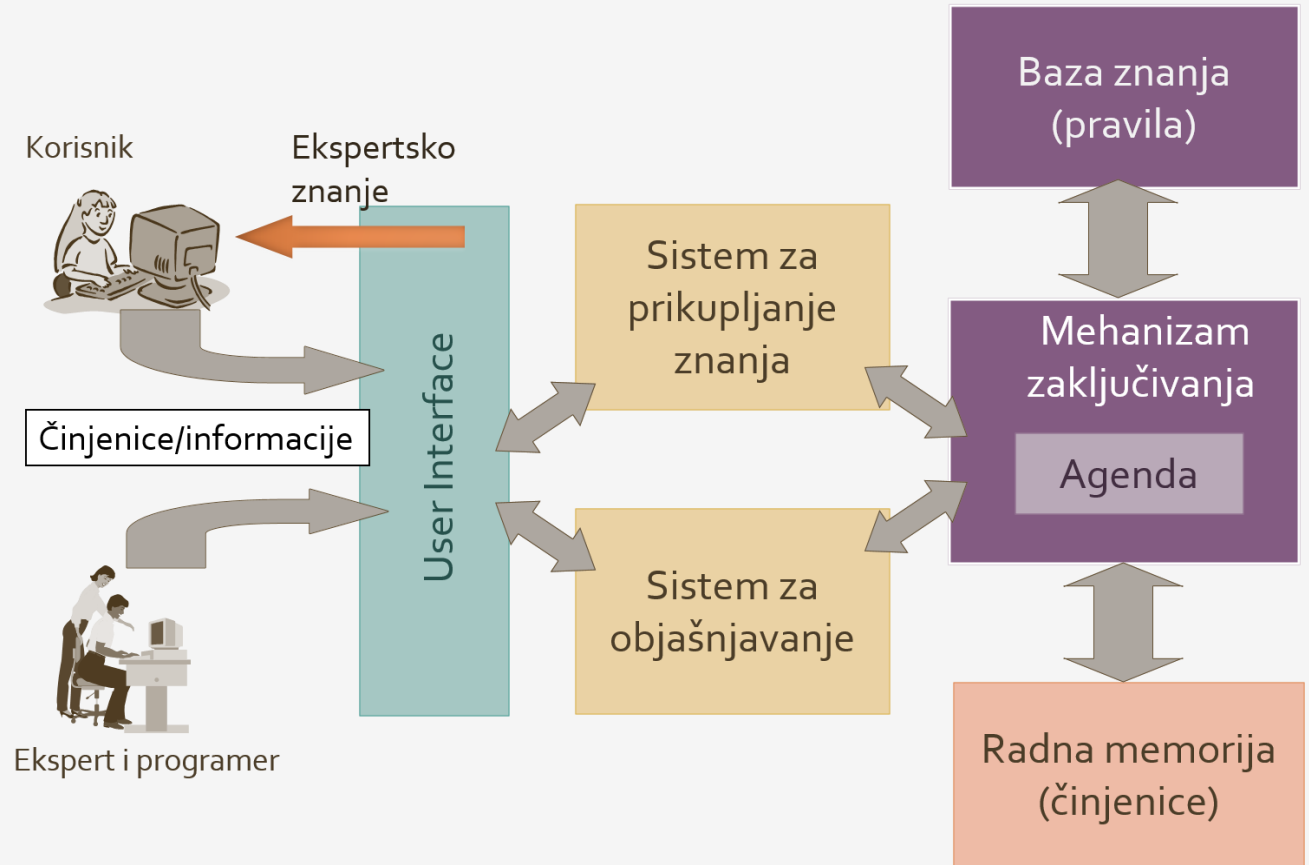 Korisnik
Ekspertsko
znanje
Činjenice/informacije
Ekspert i programer
User Interface
Sistem za
prikupljanje
znanja
Sistem za
objašnjavanje
Baza znanja
(pravila)
Mehanizam
zaključivanja
Agenda
Radna memorija
(činjenice)